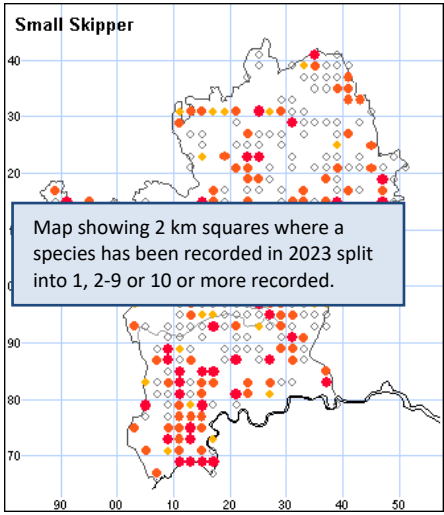 Small Skipper
40
30
20
Map showing 2 km squares where a
species has been recorded in 2023 split
into 1, 2-9 or 10 or more recorded.
90
80
70
90 00 10 20 30 40 50